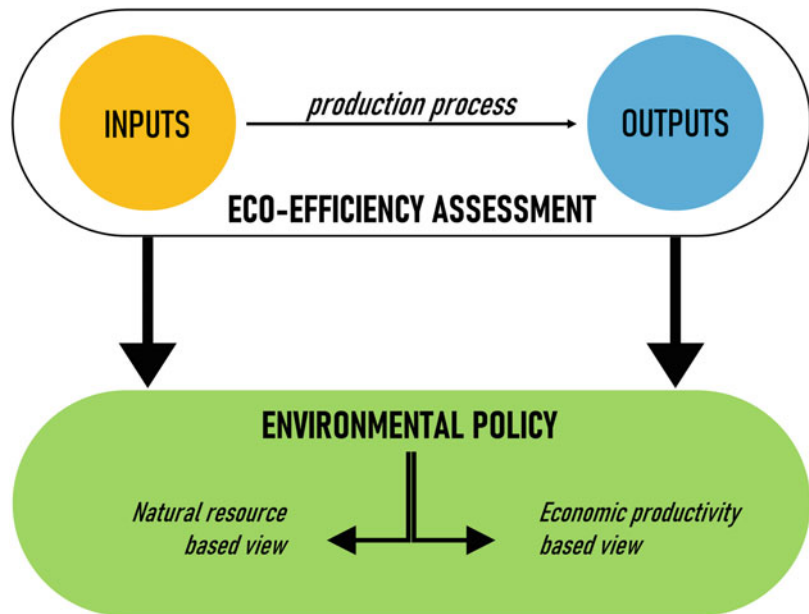 production process
INPUTS
OUTPUTS
ECO-EFFICIENCY ASSESSMENT
ENVIRONMENTAL POLICY
Natural resource
based view
Economic productivity
based view